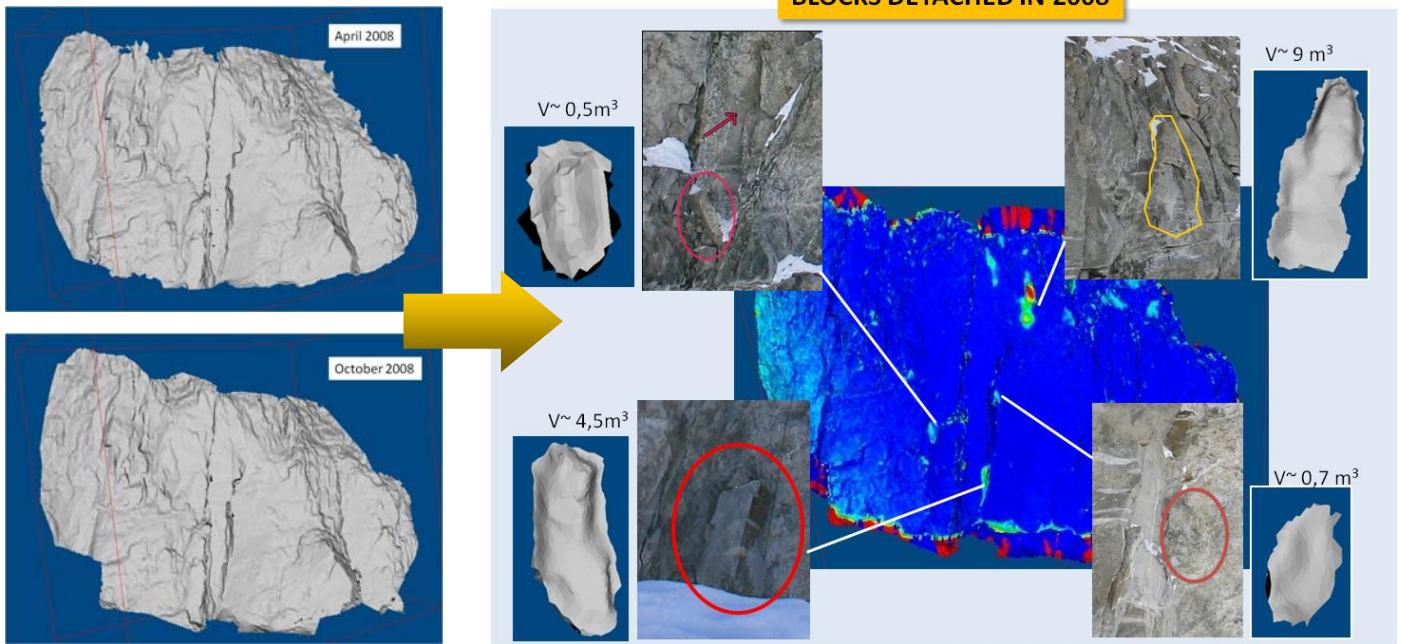 BLOCKS DETACHED IN 2008
April 2008
October 2008
V~ 0,5m³
V~ 9 m³
V~ 4,5m³
V~ 0,7 m³